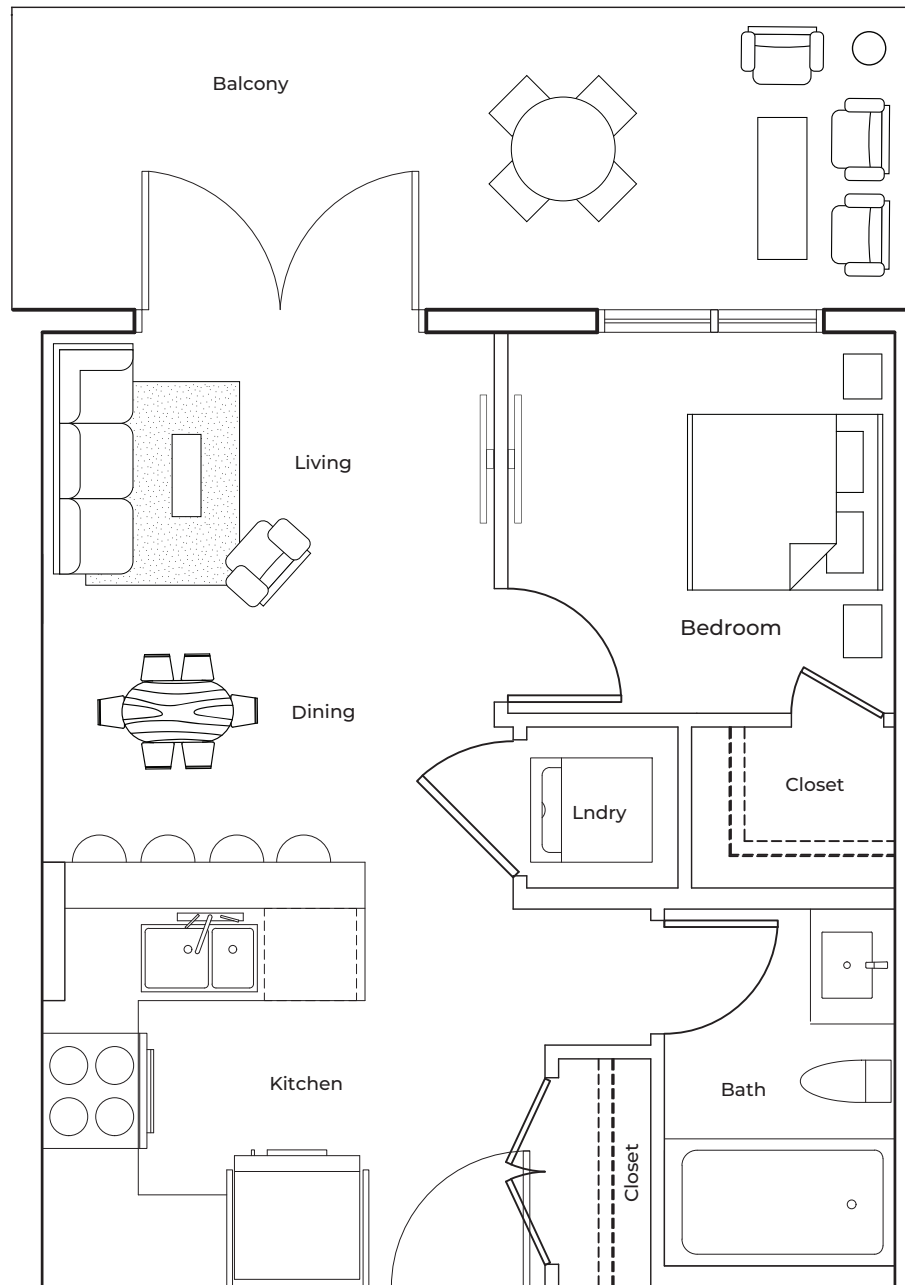 Balcony
Living
Bedroom
Dining
Closet
Lndry
Kitchen
Bath
Closet